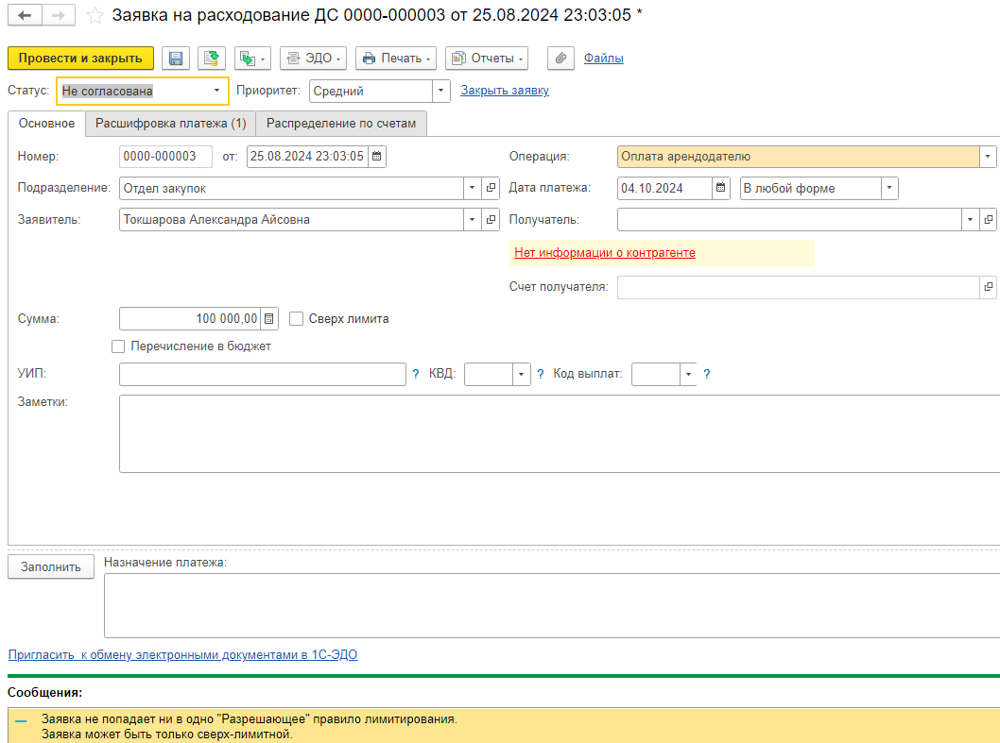 Заявка на расходование ДС 0000-000003 от 25.08.2024 23:03:05 *
Провести и закрыть ЭДО Печать Отчеты Файлы
Статус: Не согласована Приоритет: Средний Закрыть заявку
Основное Расшифровка платежа (1) Распределение по счетам
Номер: 0000-000003 от: 25.08.2024 23:03:05 Операция: Оплата арендодателю
Подразделение: Отдел закупок Дата платежа: 04.10.2024 В любой форме
Заявитель: Токшарова Александра Айсовна Получатель:
Нет информации о контрагенте
Счет получателя:
Сумма: 100 000,00 Сверх лимита
Перечисление в бюджет
УИП: ? КВД: ? Код выплат: ?
Заметки:
Заполнить Назначение платежа:
Пригласить к обмену электронными документами в 1С-ЭДО
Сообщения:
Заявка не попадает ни в одно "Разрешающее" правило лимитирования.
Заявка может быть только сверх-лимитной.